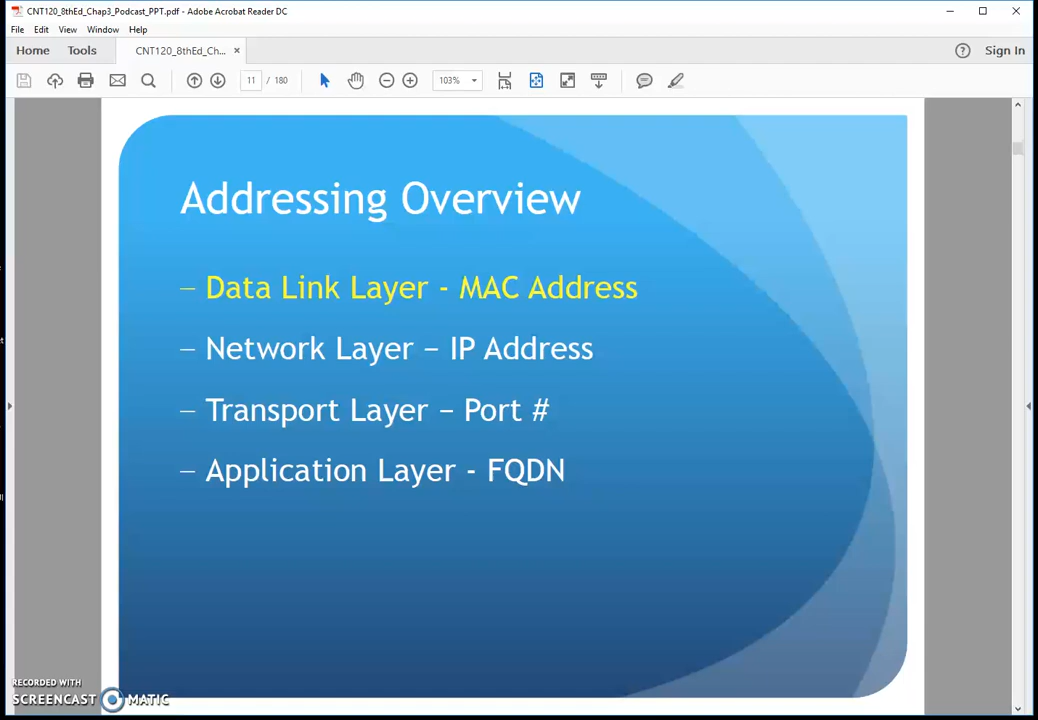 CNT120_8thEd_Chap3_Podcast_PPT.pdf - Adobe Acrobat Reader DC
File Edit View Window Help
Home Tools CNT120_8thEd_Ch... × ? Sign In
11 / 180 103%
Addressing Overview
– Data Link Layer - MAC Address
– Network Layer – IP Address
– Transport Layer – Port #
– Application Layer - FQDN
RECORDED WITH
SCREENCAST MATIC